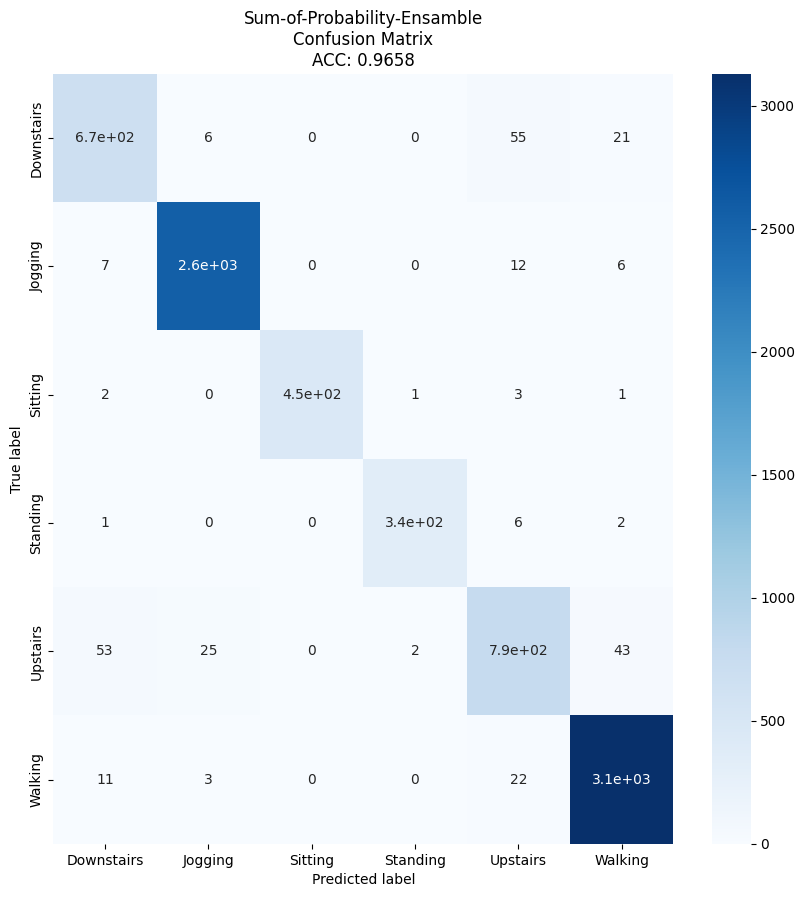 Sum-of-Probability-Ensamble
Confusion Matrix
ACC: 0.9658
True label
Downstairs 6.7e+02 6 0 0 55 21
Jogging 7 2.6e+03 0 0 12 6
Sitting 2 0 4.5e+02 1 3 1
Standing 1 0 0 3.4e+02 6 2
Upstairs 53 25 0 2 7.9e+02 43
Walking 11 3 0 0 22 3.1e+03
Downstairs Jogging Sitting Standing Upstairs Walking
Predicted label
3000
2500
2000
1500
1000
500
0